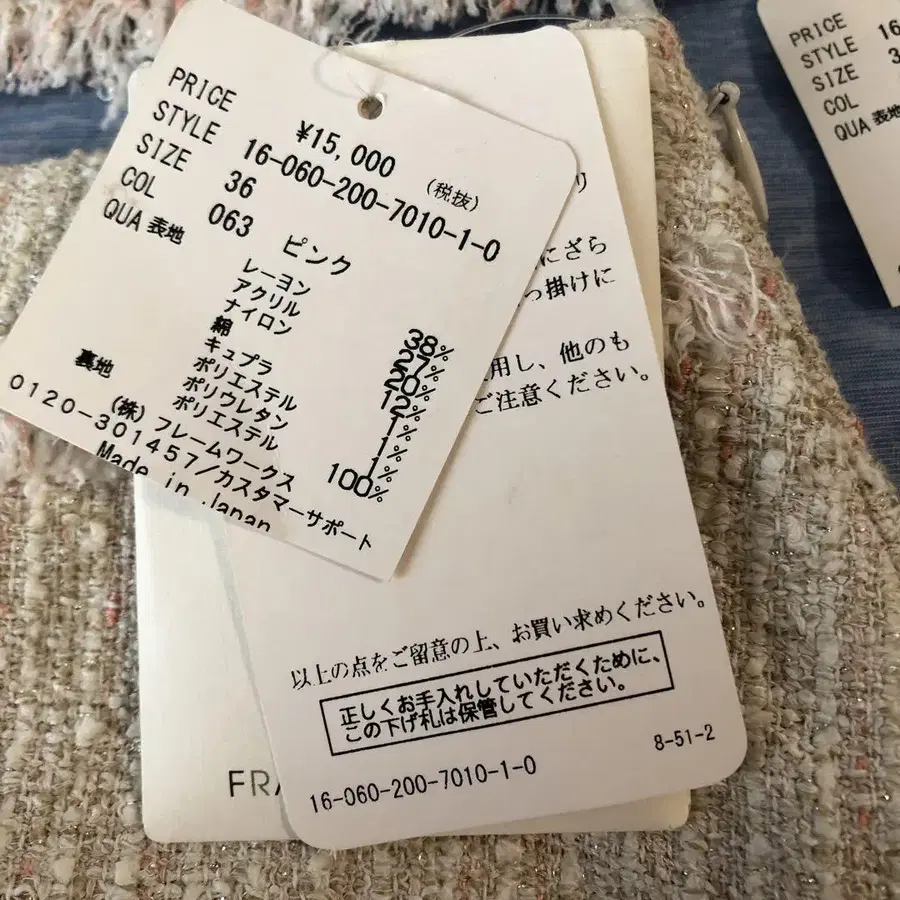 PRICE ¥15,000 (税抜)
STYLE 16-060-200-7010-1-0
SIZE 36
COL 063 ピンク
QUA 表地 レーヨン 38%
アクリル 27%
ナイロン 20%
綿 12%
キュプラ 1%
ポリエステル 1%
ポリウレタン 1%
裏地 ポリエステル 100%
(株)フレームワークス
0120-301457/カスタマーサポート
Made in Japan
り
にざら
っ掛けに
用し、他のも
ご注意ください。
以上の点をご留意の上、お買い求めください。
正しくお手入れしていただくために、
この下げ札は保管してください。
16-060-200-7010-1-0
8-51-2
FRA
PRICE
STYLE 16
SIZE 3
COL
QUA 表地